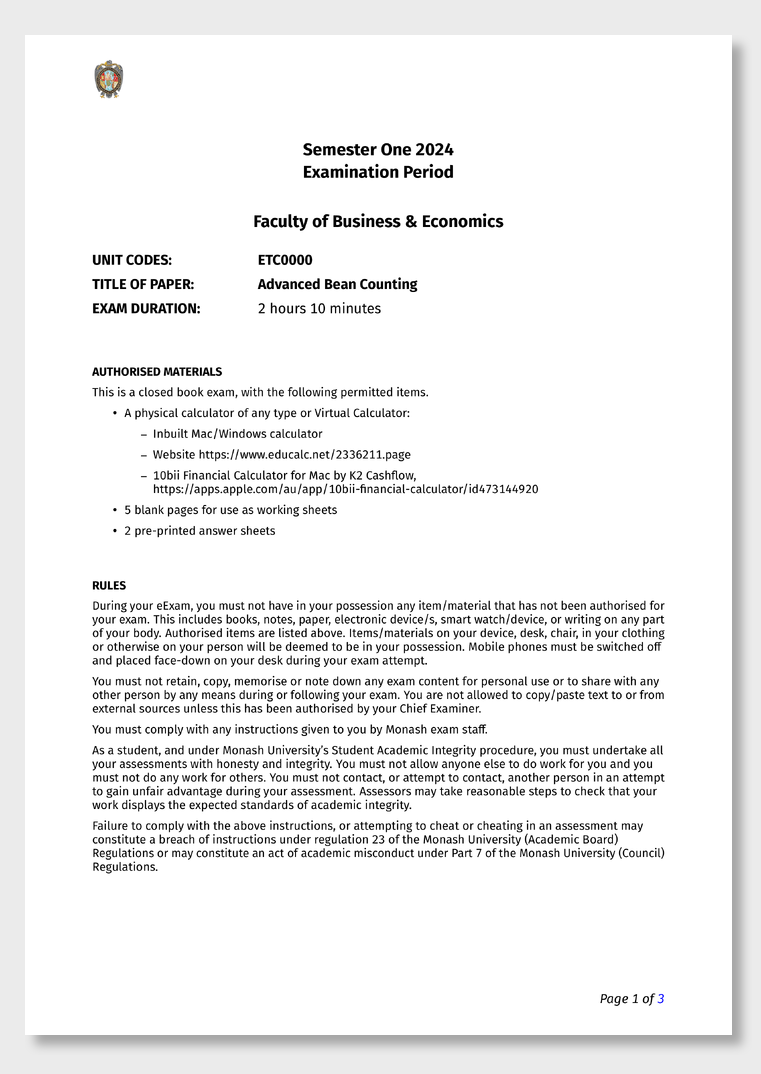 Semester One 2024
Examination Period
Faculty of Business & Economics
UNIT CODES: ETC0000
TITLE OF PAPER: Advanced Bean Counting
EXAM DURATION: 2 hours 10 minutes
AUTHORISED MATERIALS
This is a closed book exam, with the following permitted items.
• A physical calculator of any type or Virtual Calculator:
– Inbuilt Mac/Windows calculator
– Website https://www.educalc.net/2336211.page
– 10bii Financial Calculator for Mac by K2 Cashflow,
https://apps.apple.com/au/app/10bii-financial-calculator/id473144920
• 5 blank pages for use as working sheets
• 2 pre-printed answer sheets
RULES
During your eExam, you must not have in your possession any item/material that has not been authorised for
your exam. This includes books, notes, paper, electronic device/s, smart watch/device, or writing on any part
of your body. Authorised items are listed above. Items/materials on your device, desk, chair, in your clothing
or otherwise on your person will be deemed to be in your possession. Mobile phones must be switched off
and placed face-down on your desk during your exam attempt.
You must not retain, copy, memorise or note down any exam content for personal use or to share with any
other person by any means during or following your exam. You are not allowed to copy/paste text to or from
external sources unless this has been authorised by your Chief Examiner.
You must comply with any instructions given to you by Monash exam staff.
As a student, and under Monash University's Student Academic Integrity procedure, you must undertake all
your assessments with honesty and integrity. You must not allow anyone else to do work for you and you
must not do any work for others. You must not contact, or attempt to contact, another person in an attempt
to gain unfair advantage during your assessment. Assessors may take reasonable steps to check that your
work displays the expected standards of academic integrity.
Failure to comply with the above instructions, or attempting to cheat or cheating in an assessment may
constitute a breach of instructions under regulation 23 of the Monash University (Academic Board)
Regulations or may constitute an act of academic misconduct under Part 7 of the Monash University (Council)
Regulations.
Page 1 of 3